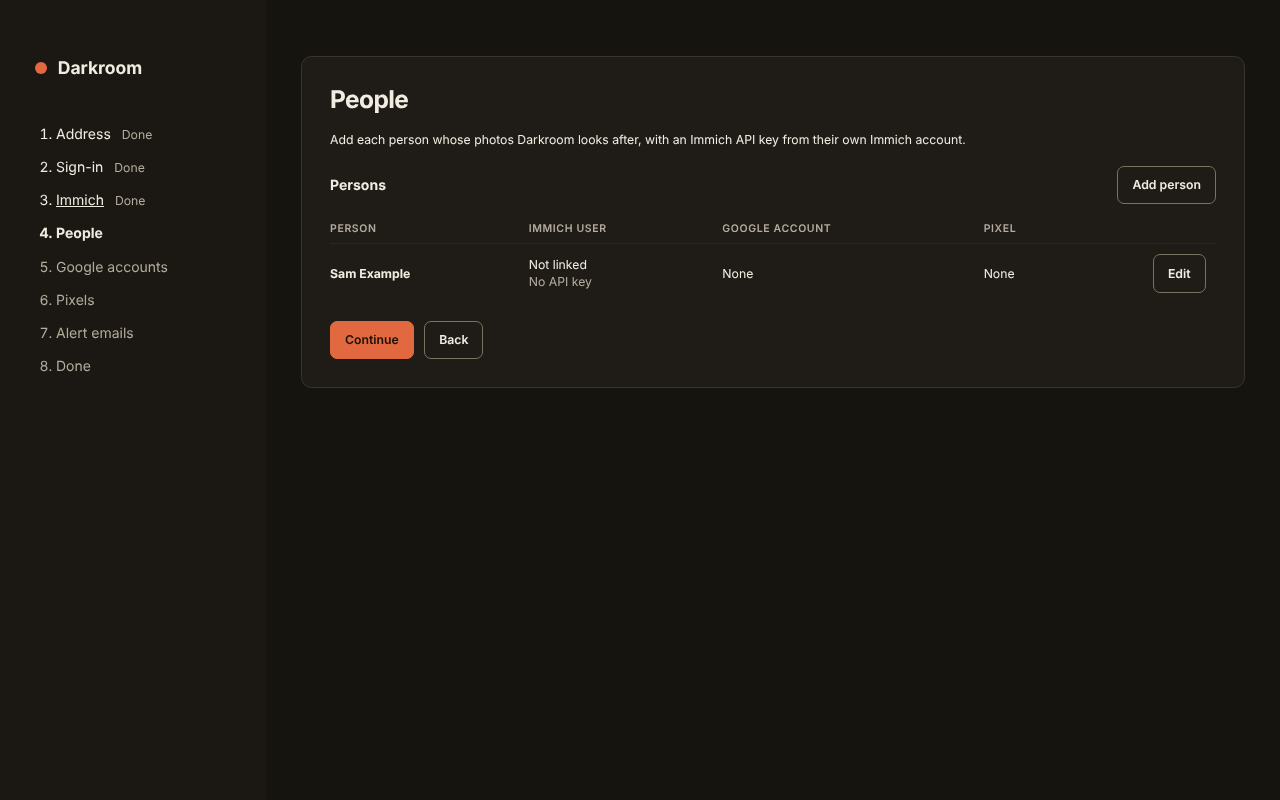 Darkroom
1. Address Done
2. Sign-in Done
3. Immich Done
4. People
5. Google accounts
6. Pixels
7. Alert emails
8. Done
People
Add each person whose photos Darkroom looks after, with an Immich API key from their own Immich account.
Persons
Add person
PERSON IMMICH USER GOOGLE ACCOUNT PIXEL
Sam Example Not linked None None Edit
No API key
Continue Back